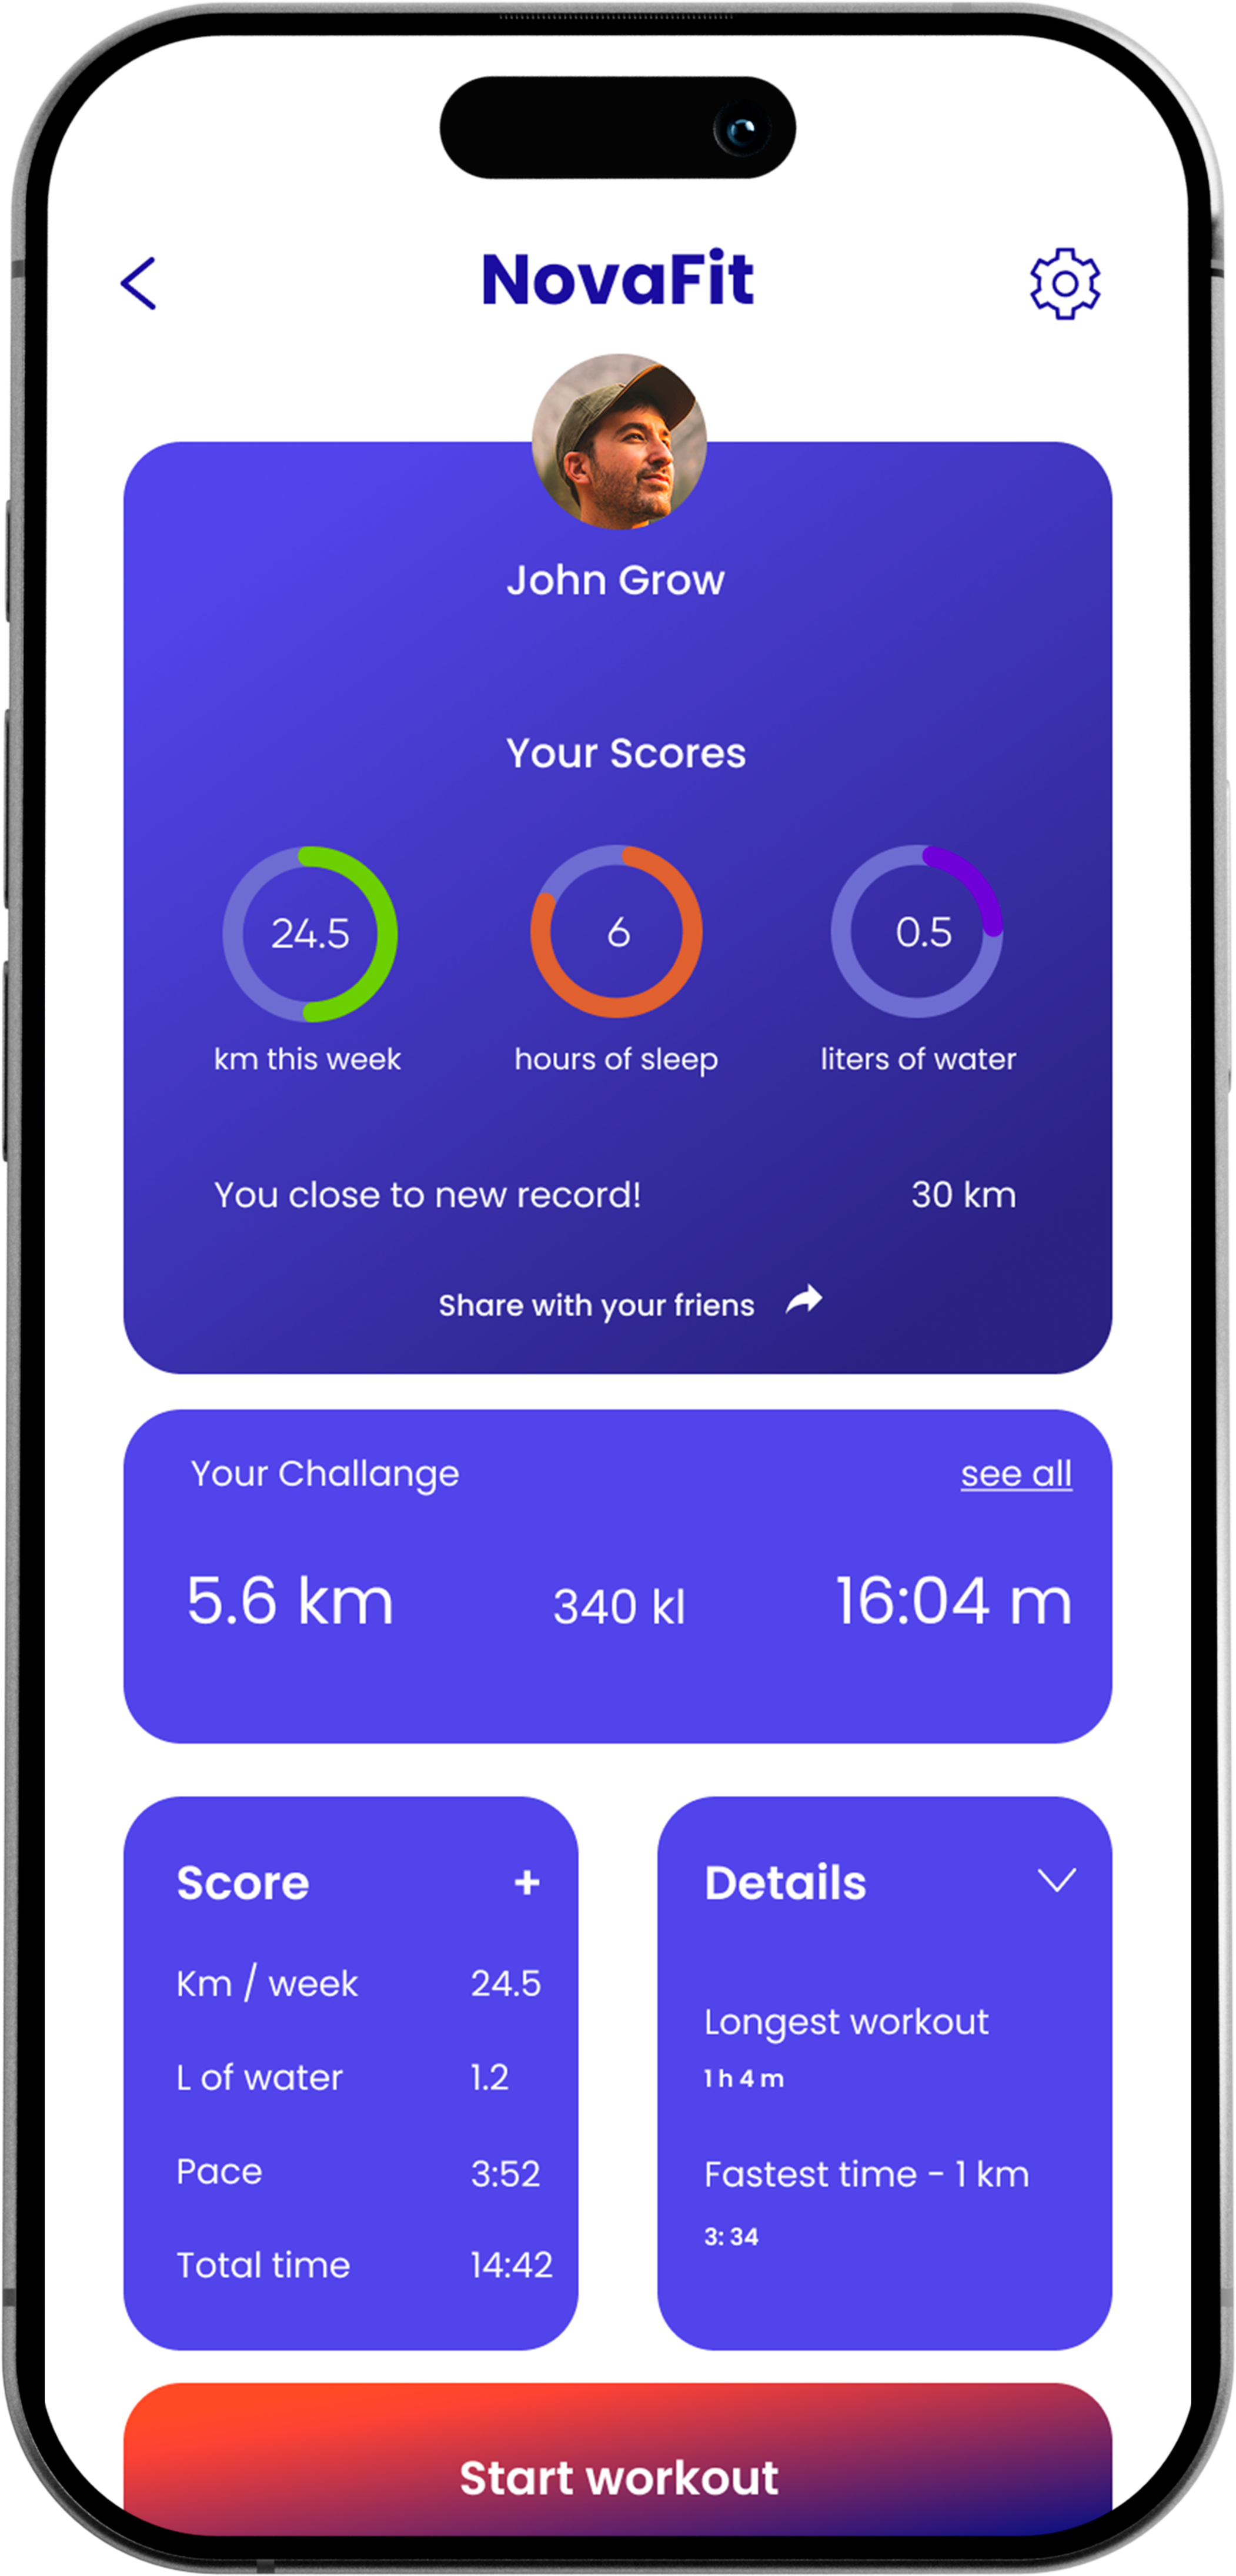 NovaFit
John Grow
Your Scores
24.5 6 0.5
km this week hours of sleep liters of water
You close to new record! 30 km
Share with your friens
Your Challange see all
5.6 km 340 kl 16:04 m
Score +
Km / week 24.5
L of water 1.2
Pace 3:52
Total time 14:42
Details
Longest workout
1 h 4 m
Fastest time - 1 km
3: 34
Start workout